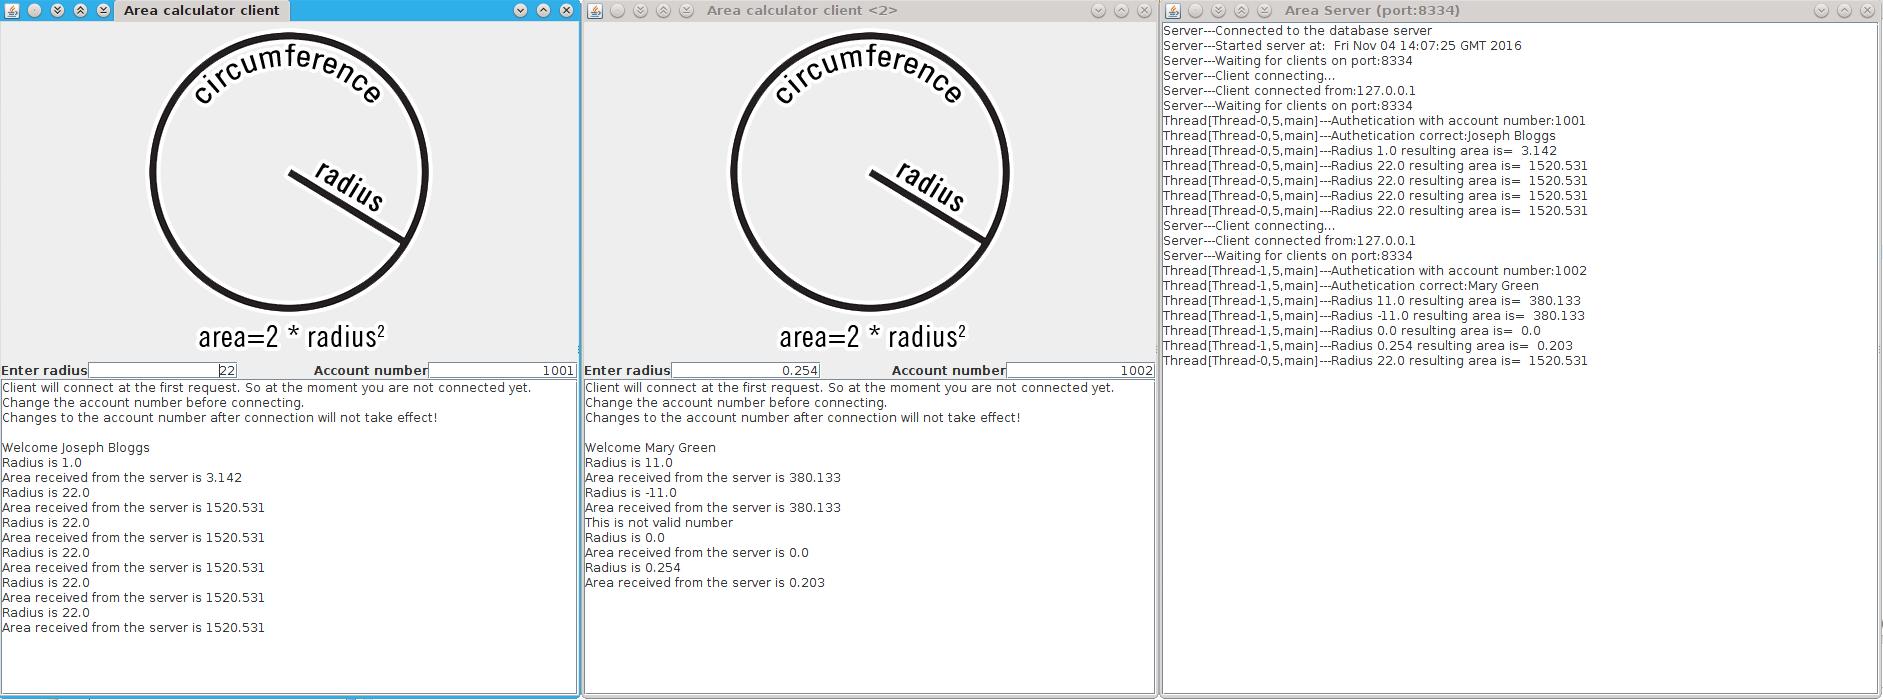 Area calculator client
circumference
radius
area=2 * radius²
Enter radius 22 Account number 1001
Client will connect at the first request. So at the moment you are not connected yet.
Change the account number before connecting.
Changes to the account number after connection will not take effect!
Welcome Joseph Bloggs
Radius is 1.0
Area received from the server is 3.142
Radius is 22.0
Area received from the server is 1520.531
Radius is 22.0
Area received from the server is 1520.531
Radius is 22.0
Area received from the server is 1520.531
Radius is 22.0
Area received from the server is 1520.531
Radius is 22.0
Area received from the server is 1520.531
Area calculator client <2>
circumference
radius
area=2 * radius²
Enter radius 0.254 Account number 1002
Client will connect at the first request. So at the moment you are not connected yet.
Change the account number before connecting.
Changes to the account number after connection will not take effect!
Welcome Mary Green
Radius is 11.0
Area received from the server is 380.133
Radius is -11.0
Area received from the server is 380.133
This is not valid number
Radius is 0.0
Area received from the server is 0.0
Radius is 0.254
Area received from the server is 0.203
Area Server (port:8334)
Server---Connected to the database server
Server---Started server at:  Fri Nov 04 14:07:25 GMT 2016
Server---Waiting for clients on port:8334
Server---Client connecting...
Server---Client connected from:127.0.0.1
Server---Waiting for clients on port:8334
Thread[Thread-0,5,main]---Authetication with account number:1001
Thread[Thread-0,5,main]---Authetication correct:Joseph Bloggs
Thread[Thread-0,5,main]---Radius 1.0 resulting area is=  3.142
Thread[Thread-0,5,main]---Radius 22.0 resulting area is=  1520.531
Thread[Thread-0,5,main]---Radius 22.0 resulting area is=  1520.531
Thread[Thread-0,5,main]---Radius 22.0 resulting area is=  1520.531
Thread[Thread-0,5,main]---Radius 22.0 resulting area is=  1520.531
Server---Client connecting...
Server---Client connected from:127.0.0.1
Server---Waiting for clients on port:8334
Thread[Thread-1,5,main]---Authetication with account number:1002
Thread[Thread-1,5,main]---Authetication correct:Mary Green
Thread[Thread-1,5,main]---Radius 11.0 resulting area is=  380.133
Thread[Thread-1,5,main]---Radius -11.0 resulting area is=  380.133
Thread[Thread-1,5,main]---Radius 0.0 resulting area is=  0.0
Thread[Thread-1,5,main]---Radius 0.254 resulting area is=  0.203
Thread[Thread-0,5,main]---Radius 22.0 resulting area is=  1520.531